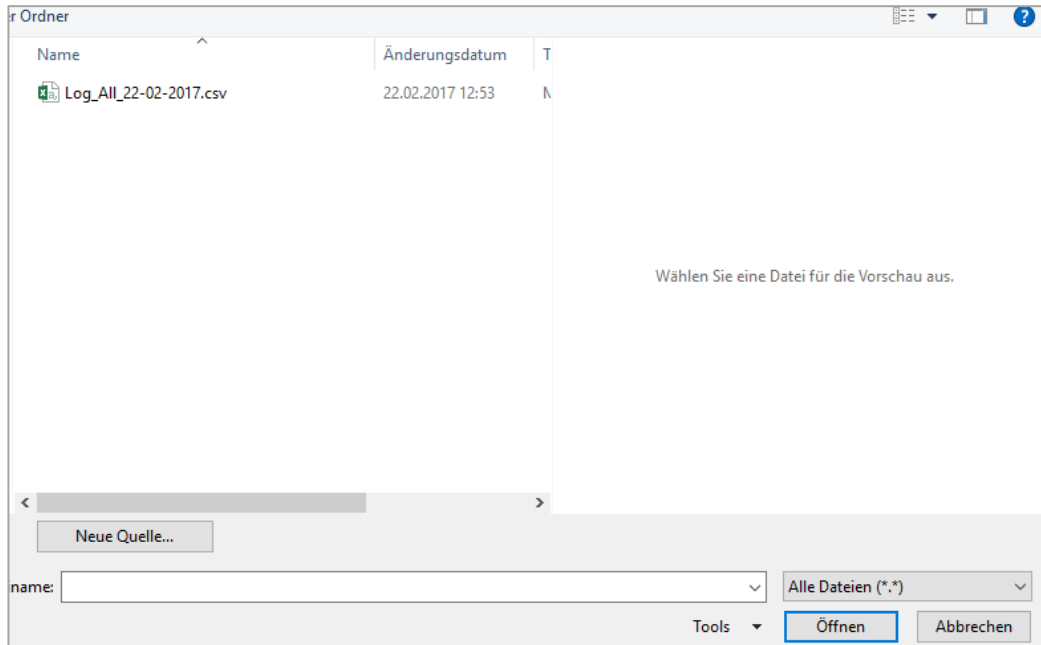 r Ordner
Name Änderungsdatum T
Log_All_22-02-2017.csv 22.02.2017 12:53
Wählen Sie eine Datei für die Vorschau aus.
Neue Quelle...
name: Alle Dateien (*.*)
Tools Öffnen Abbrechen